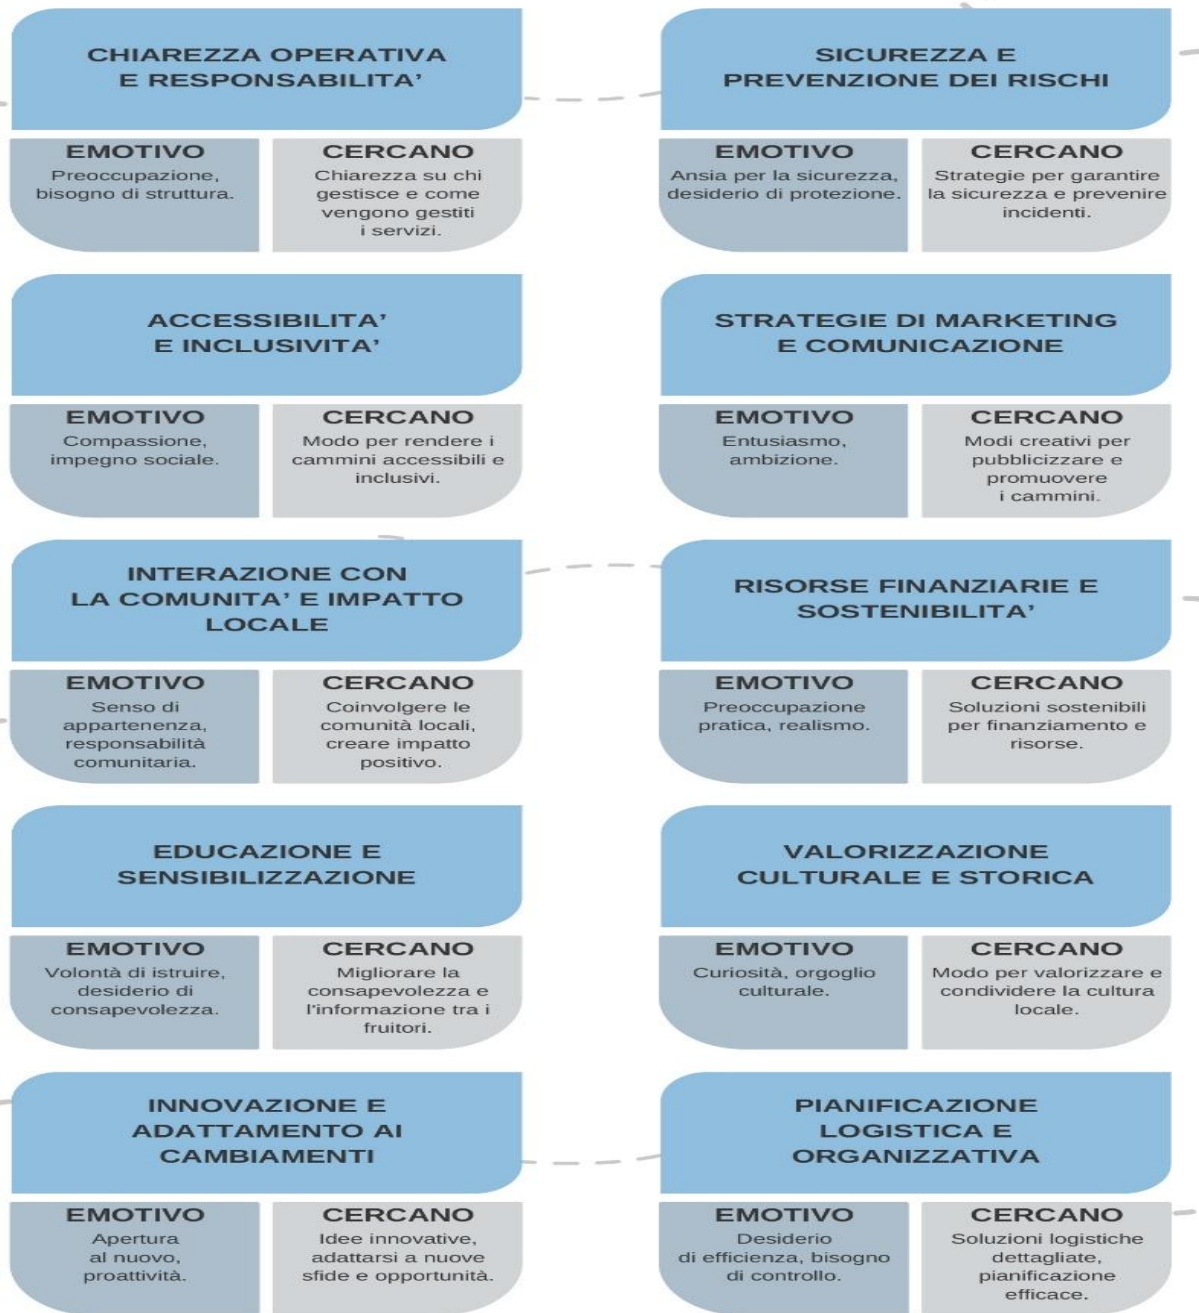 CHIAREZZA OPERATIVA
E RESPONSABILITA’
EMOTIVO
Preoccupazione,
bisogno di struttura.
CERCANO
Chiarezza su chi
gestisce e come
vengono gestiti
i servizi.
SICUREZZA E
PREVENZIONE DEI RISCHI
EMOTIVO
Ansia per la sicurezza,
desiderio di protezione.
CERCANO
Strategie per garantire
la sicurezza e prevenire
incidenti.
ACCESSIBILITA’
E INCLUSIVITA’
EMOTIVO
Compassione,
impegno sociale.
CERCANO
Modo per rendere i
cammini accessibili e
inclusivi.
STRATEGIE DI MARKETING
E COMUNICAZIONE
EMOTIVO
Entusiasmo,
ambizione.
CERCANO
Modi creativi per
pubblicizzare e
promuovere
i cammini.
INTERAZIONE CON
LA COMUNITA’ E IMPATTO
LOCALE
EMOTIVO
Senso di
appartenenza,
responsabilità
comunitaria.
CERCANO
Coinvolgere le
comunità locali,
creare impatto
positivo.
RISORSE FINANZIARIE E
SOSTENIBILITA’
EMOTIVO
Preoccupazione
pratica, realismo.
CERCANO
Soluzioni sostenibili
per finanziamento e
risorse.
EDUCAZIONE E
SENSIBILIZZAZIONE
EMOTIVO
Volontà di istruire,
desiderio di
consapevolezza.
CERCANO
Migliorare la
consapevolezza e
l'informazione tra i
fruitori.
VALORIZZAZIONE
CULTURALE E STORICA
EMOTIVO
Curiosità, orgoglio
culturale.
CERCANO
Modo per valorizzare e
condividere la cultura
locale.
INNOVAZIONE E
ADATTAMENTO AI
CAMBIAMENTI
EMOTIVO
Apertura
al nuovo,
proattività.
CERCANO
Idee innovative,
adattarsi a nuove
sfide e opportunità.
PIANIFICAZIONE
LOGISTICA E
ORGANIZZATIVA
EMOTIVO
Desiderio
di efficienza, bisogno
di controllo.
CERCANO
Soluzioni logistiche
dettagliate,
pianificazione
efficace.